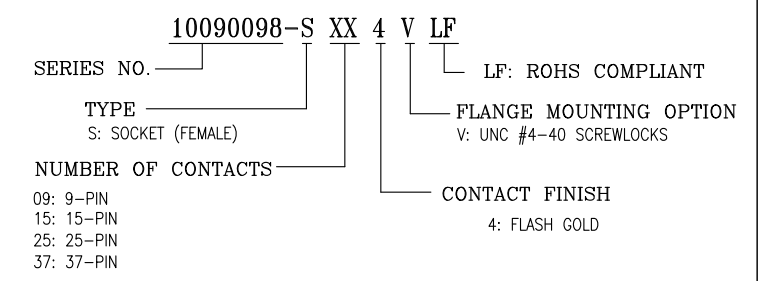 10090098-S XX 4 V LF
SERIES NO.
LF: ROHS COMPLIANT
TYPE
S: SOCKET (FEMALE)
FLANGE MOUNTING OPTION
V: UNC #4-40 SCREWLOCKS
NUMBER OF CONTACTS
09: 9-PIN
15: 15-PIN
25: 25-PIN
37: 37-PIN
CONTACT FINISH
4: FLASH GOLD